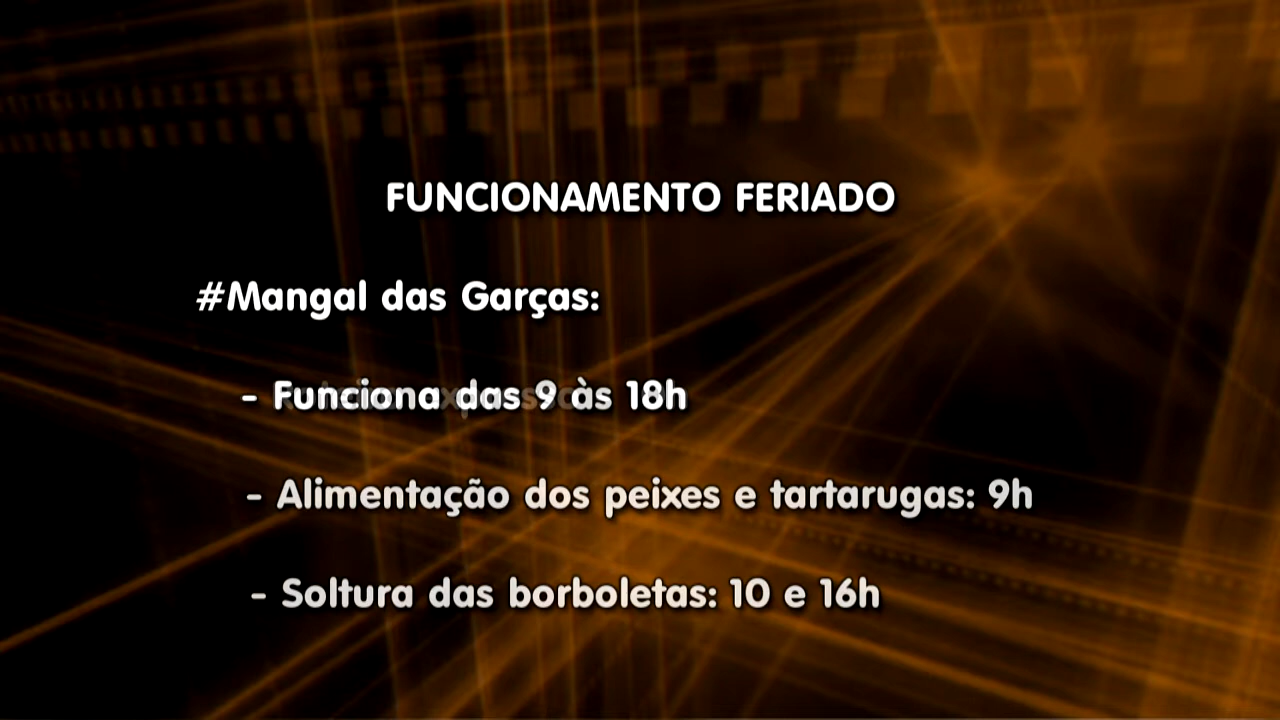 FUNCIONAMENTO FERIADO
#Mangal das Garças:
- Funciona das 9 às 18h
- Alimentação dos peixes e tartarugas: 9h
- Soltura das borboletas: 10 e 16h